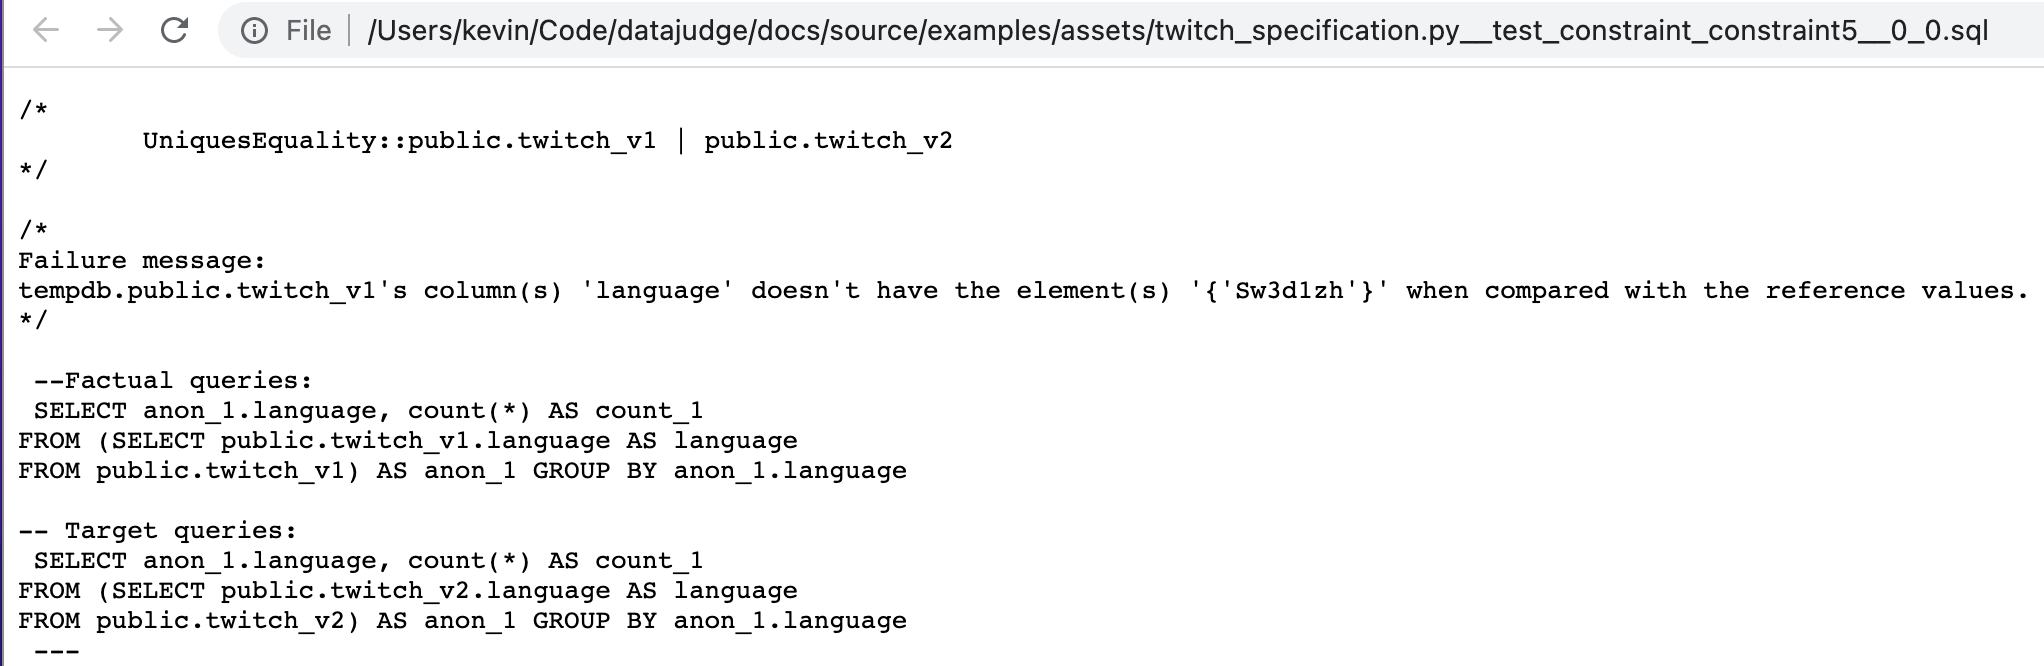 File | /Users/kevin/Code/datajudge/docs/source/examples/assets/twitch_specification.py__test_constraint_constraint5__0_0.sql
/*
UniquesEquality::public.twitch_v1 | public.twitch_v2
*/
/*
Failure message:
tempdb.public.twitch_v1's column(s) 'language' doesn't have the element(s) '{'Sw3d1zh'}' when compared with the reference values.
*/
--Factual queries:
SELECT anon_1.language, count(*) AS count_1
FROM (SELECT public.twitch_v1.language AS language
FROM public.twitch_v1) AS anon_1 GROUP BY anon_1.language
-- Target queries:
SELECT anon_1.language, count(*) AS count_1
FROM (SELECT public.twitch_v2.language AS language
FROM public.twitch_v2) AS anon_1 GROUP BY anon_1.language
---